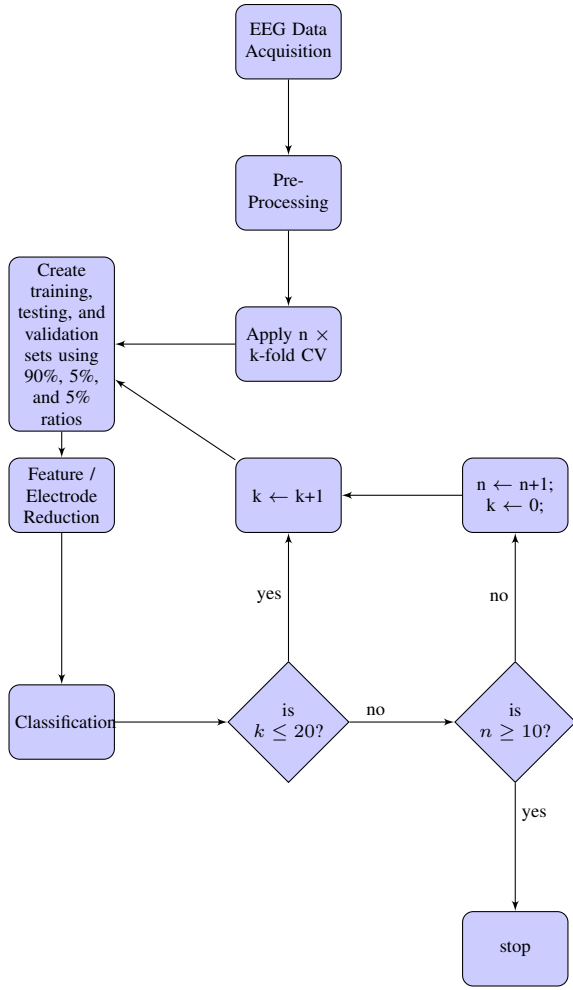 EEG Data
Acquisition
Pre-
Processing
Apply n ×
k-fold CV
Create
training,
testing, and
validation
sets using
90%, 5%,
and 5%
ratios
Feature /
Electrode
Reduction
Classification
is
k ≤ 20?
yes
k ← k+1
no
is
n ≥ 10?
no
n ← n+1;
k ← 0;
yes
stop